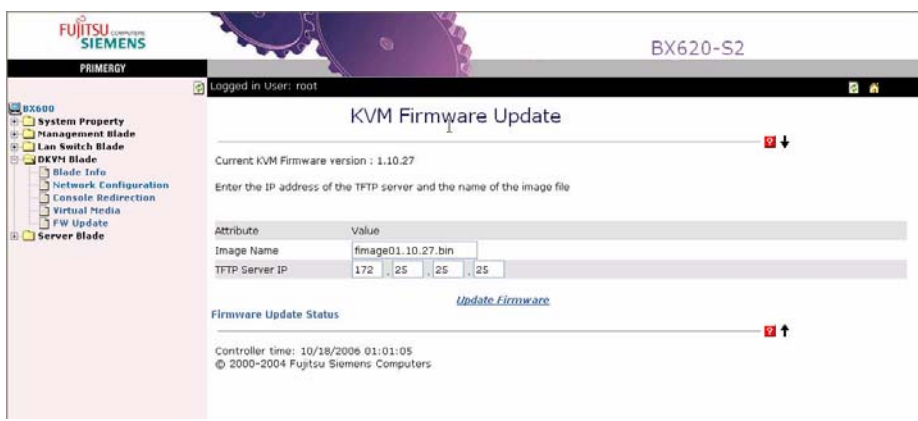 FUJITSU COMPUTERS
SIEMENS
BX620-S2
PRIMERGY
Logged in User: root
BX600
System Property
Management Blade
Lan Switch Blade
DKVM Blade
Blade Info
Network Configuration
Console Redirection
Virtual Media
FW Update
Server Blade
KVM Firmware Update
?
Current KVM Firmware version : 1.10.27
Enter the IP address of the TFTP server and the name of the image file
Attribute Value
Image Name fimage01.10.27.bin
TFTP Server IP 172 . 25 . 25 . 25
Update Firmware
Firmware Update Status
?
Controller time: 10/18/2006 01:01:05
© 2000-2004 Fujitsu Siemens Computers